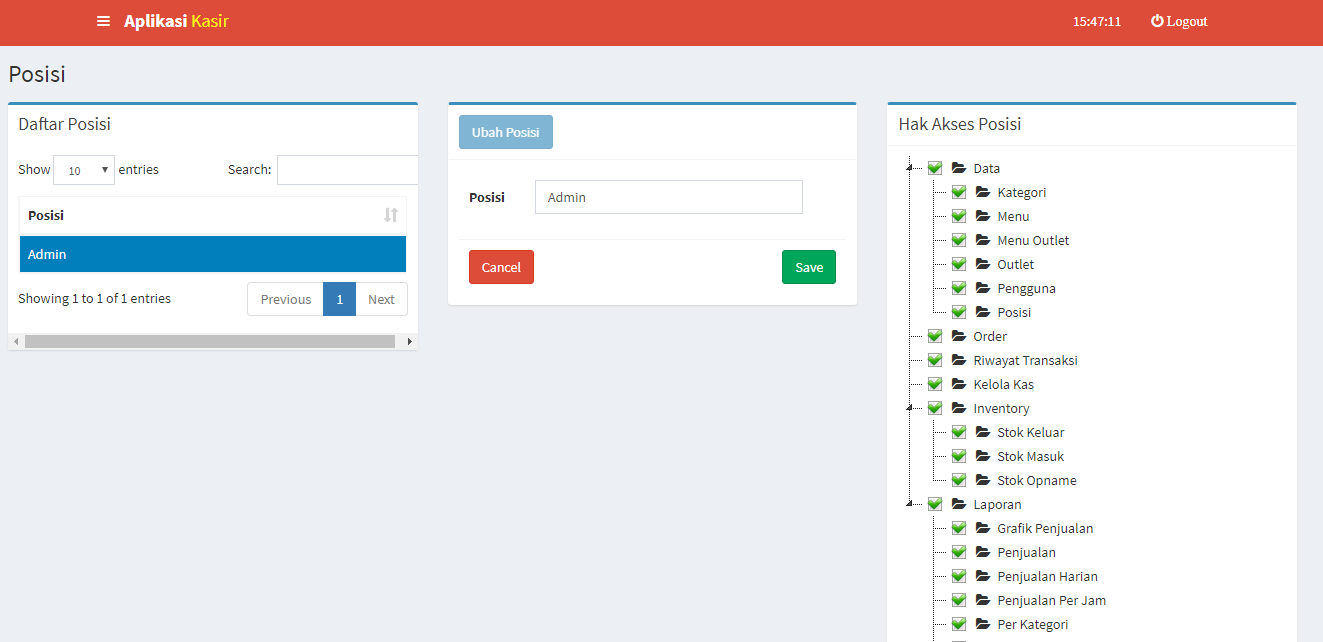 Aplikasi Kasir
15:47:11
Logout
Posisi
Daftar Posisi
Show 10 entries
Search:
Posisi
Admin
Showing 1 to 1 of 1 entries
Previous 1 Next
Ubah Posisi
Posisi Admin
Cancel Save
Hak Akses Posisi
Data
Kategori
Menu
Menu Outlet
Outlet
Pengguna
Posisi
Order
Riwayat Transaksi
Kelola Kas
Inventory
Stok Keluar
Stok Masuk
Stok Opname
Laporan
Grafik Penjualan
Penjualan
Penjualan Harian
Penjualan Per Jam
Per Kategori